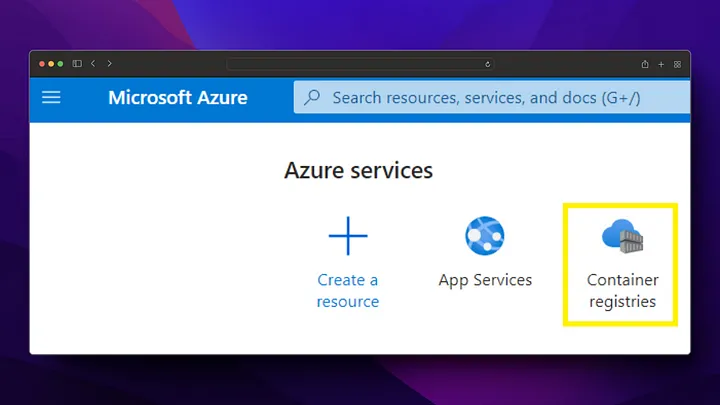 Microsoft Azure
Search resources, services, and docs (G+/)
Azure services
Create a
resource
App Services
Container
registries